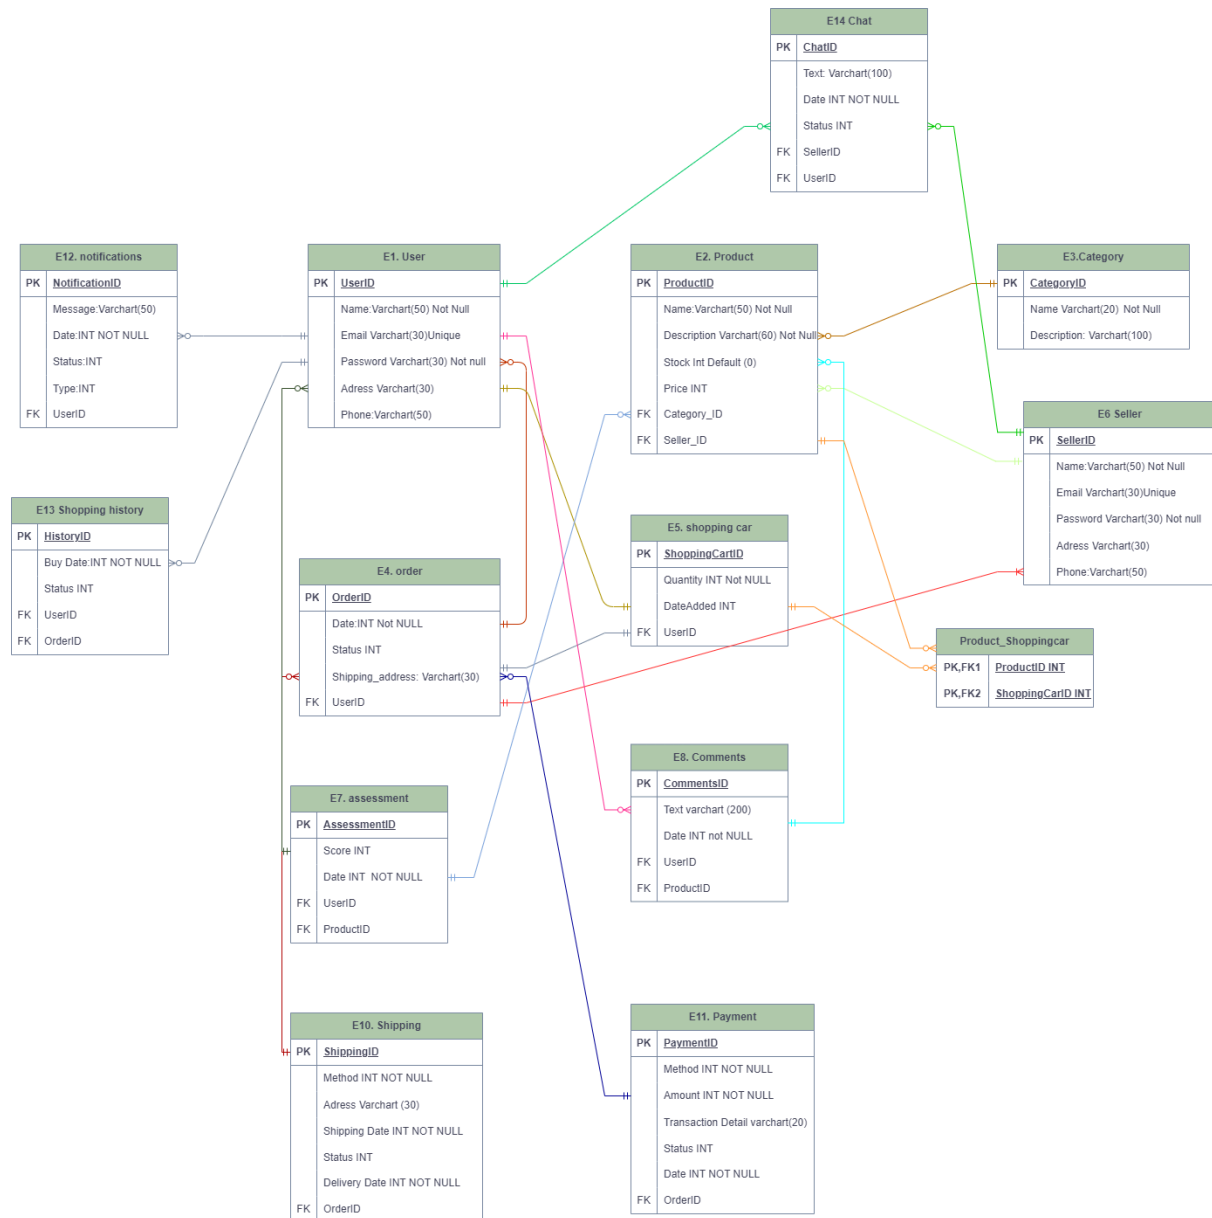 E14 Chat
PK ChatID
Text: Varchart(100)
Date INT NOT NULL
Status INT
FK SellerID
FK UserID
E12. notifications
PK NotificationID
Message:Varchart(50)
Date:INT NOT NULL
Status:INT
Type:INT
FK UserID
E1. User
PK UserID
Name:Varchart(50) Not Null
Email Varchart(30)Unique
Password Varchart(30) Not null
Adress Varchart(30)
Phone:Varchart(50)
E2. Product
PK ProductID
Name:Varchart(50) Not Null
Description Varchart(60) Not Null
Stock Int Default (0)
Price INT
FK Category_ID
FK Seller_ID
E3.Category
PK CategoryID
Name Varchart (20) Not Null
Description: Varchart(100)
E6 Seller
PK SellerID
Name:Varchart(50) Not Null
Email Varchart(30)Unique
Password Varchart(30) Not null
Adress Varchart(30)
Phone:Varchart(50)
E13 Shopping history
PK HistoryID
Buy Date:INT NOT NULL
Status INT
FK UserID
FK OrderID
E4. order
PK OrderID
Date:INT Not NULL
Status INT
Shipping_address: Varchart(30)
FK UserID
E5. shopping car
PK ShoppingCartID
Quantity INT Not NULL
DateAdded INT
FK UserID
Product_Shoppingcar
PK,FK1 ProductID INT
PK,FK2 ShoppingCarID INT
E8. Comments
PK CommentsID
Text varchart (200)
Date INT not NULL
FK UserID
FK ProductID
E7. assessment
PK AssessmentID
Score INT
Date INT NOT NULL
FK UserID
FK ProductID
E10. Shipping
PK ShippingID
Method INT NOT NULL
Adress Varchart (30)
Shipping Date INT NOT NULL
Status INT
Delivery Date INT NOT NULL
FK OrderID
E11. Payment
PK PaymentID
Method INT NOT NULL
Amount INT NOT NULL
Transaction Detail varchart(20)
Status INT
Date INT NOT NULL
FK OrderID